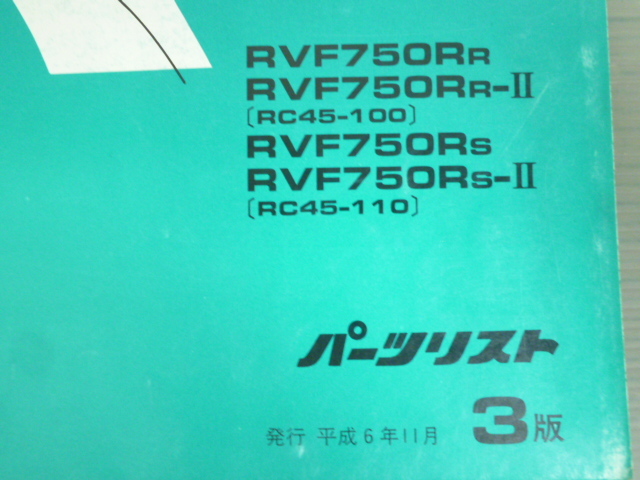 RVF750RR
RVF750RR-II
〔RC45-100〕
RVF750RS
RVF750RS-II
〔RC45-110〕
パーツリスト
発行 平成6年11月 3版